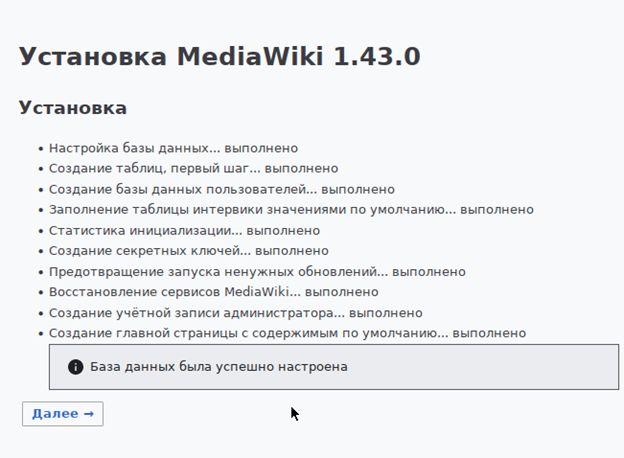 Установка MediaWiki 1.43.0
Установка
• Настройка базы данных... выполнено
• Создание таблиц, первый шаг... выполнено
• Создание базы данных пользователей... выполнено
• Заполнение таблицы интервики значениями по умолчанию... выполнено
• Статистика инициализации... выполнено
• Создание секретных ключей... выполнено
• Предотвращение запуска ненужных обновлений... выполнено
• Восстановление сервисов MediaWiki... выполнено
• Создание учётной записи администратора... выполнено
• Создание главной страницы с содержимым по умолчанию... выполнено
База данных была успешно настроена
Далее →